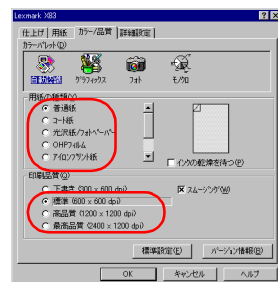 Lexmark X83
仕上げ 用紙 カラー/品質 詳細設定
カラーパレット(D)
自動検知
グラフィックス
フォト
モノクロ
用紙の種類(Y)
普通紙
コート紙
光沢紙/フォトペーパー
OHPフィルム
アイロンプリント紙
インクの乾燥を待つ(P)
印刷品質(Q)
下書き (300 x 600 dpi)
標準 (600 x 600 dpi)
高品質 (1200 x 1200 dpi)
最高品質 (2400 x 1200 dpi)
スムージング(W)
標準設定(E) バージョン情報(B)
OK キャンセル ヘルプ